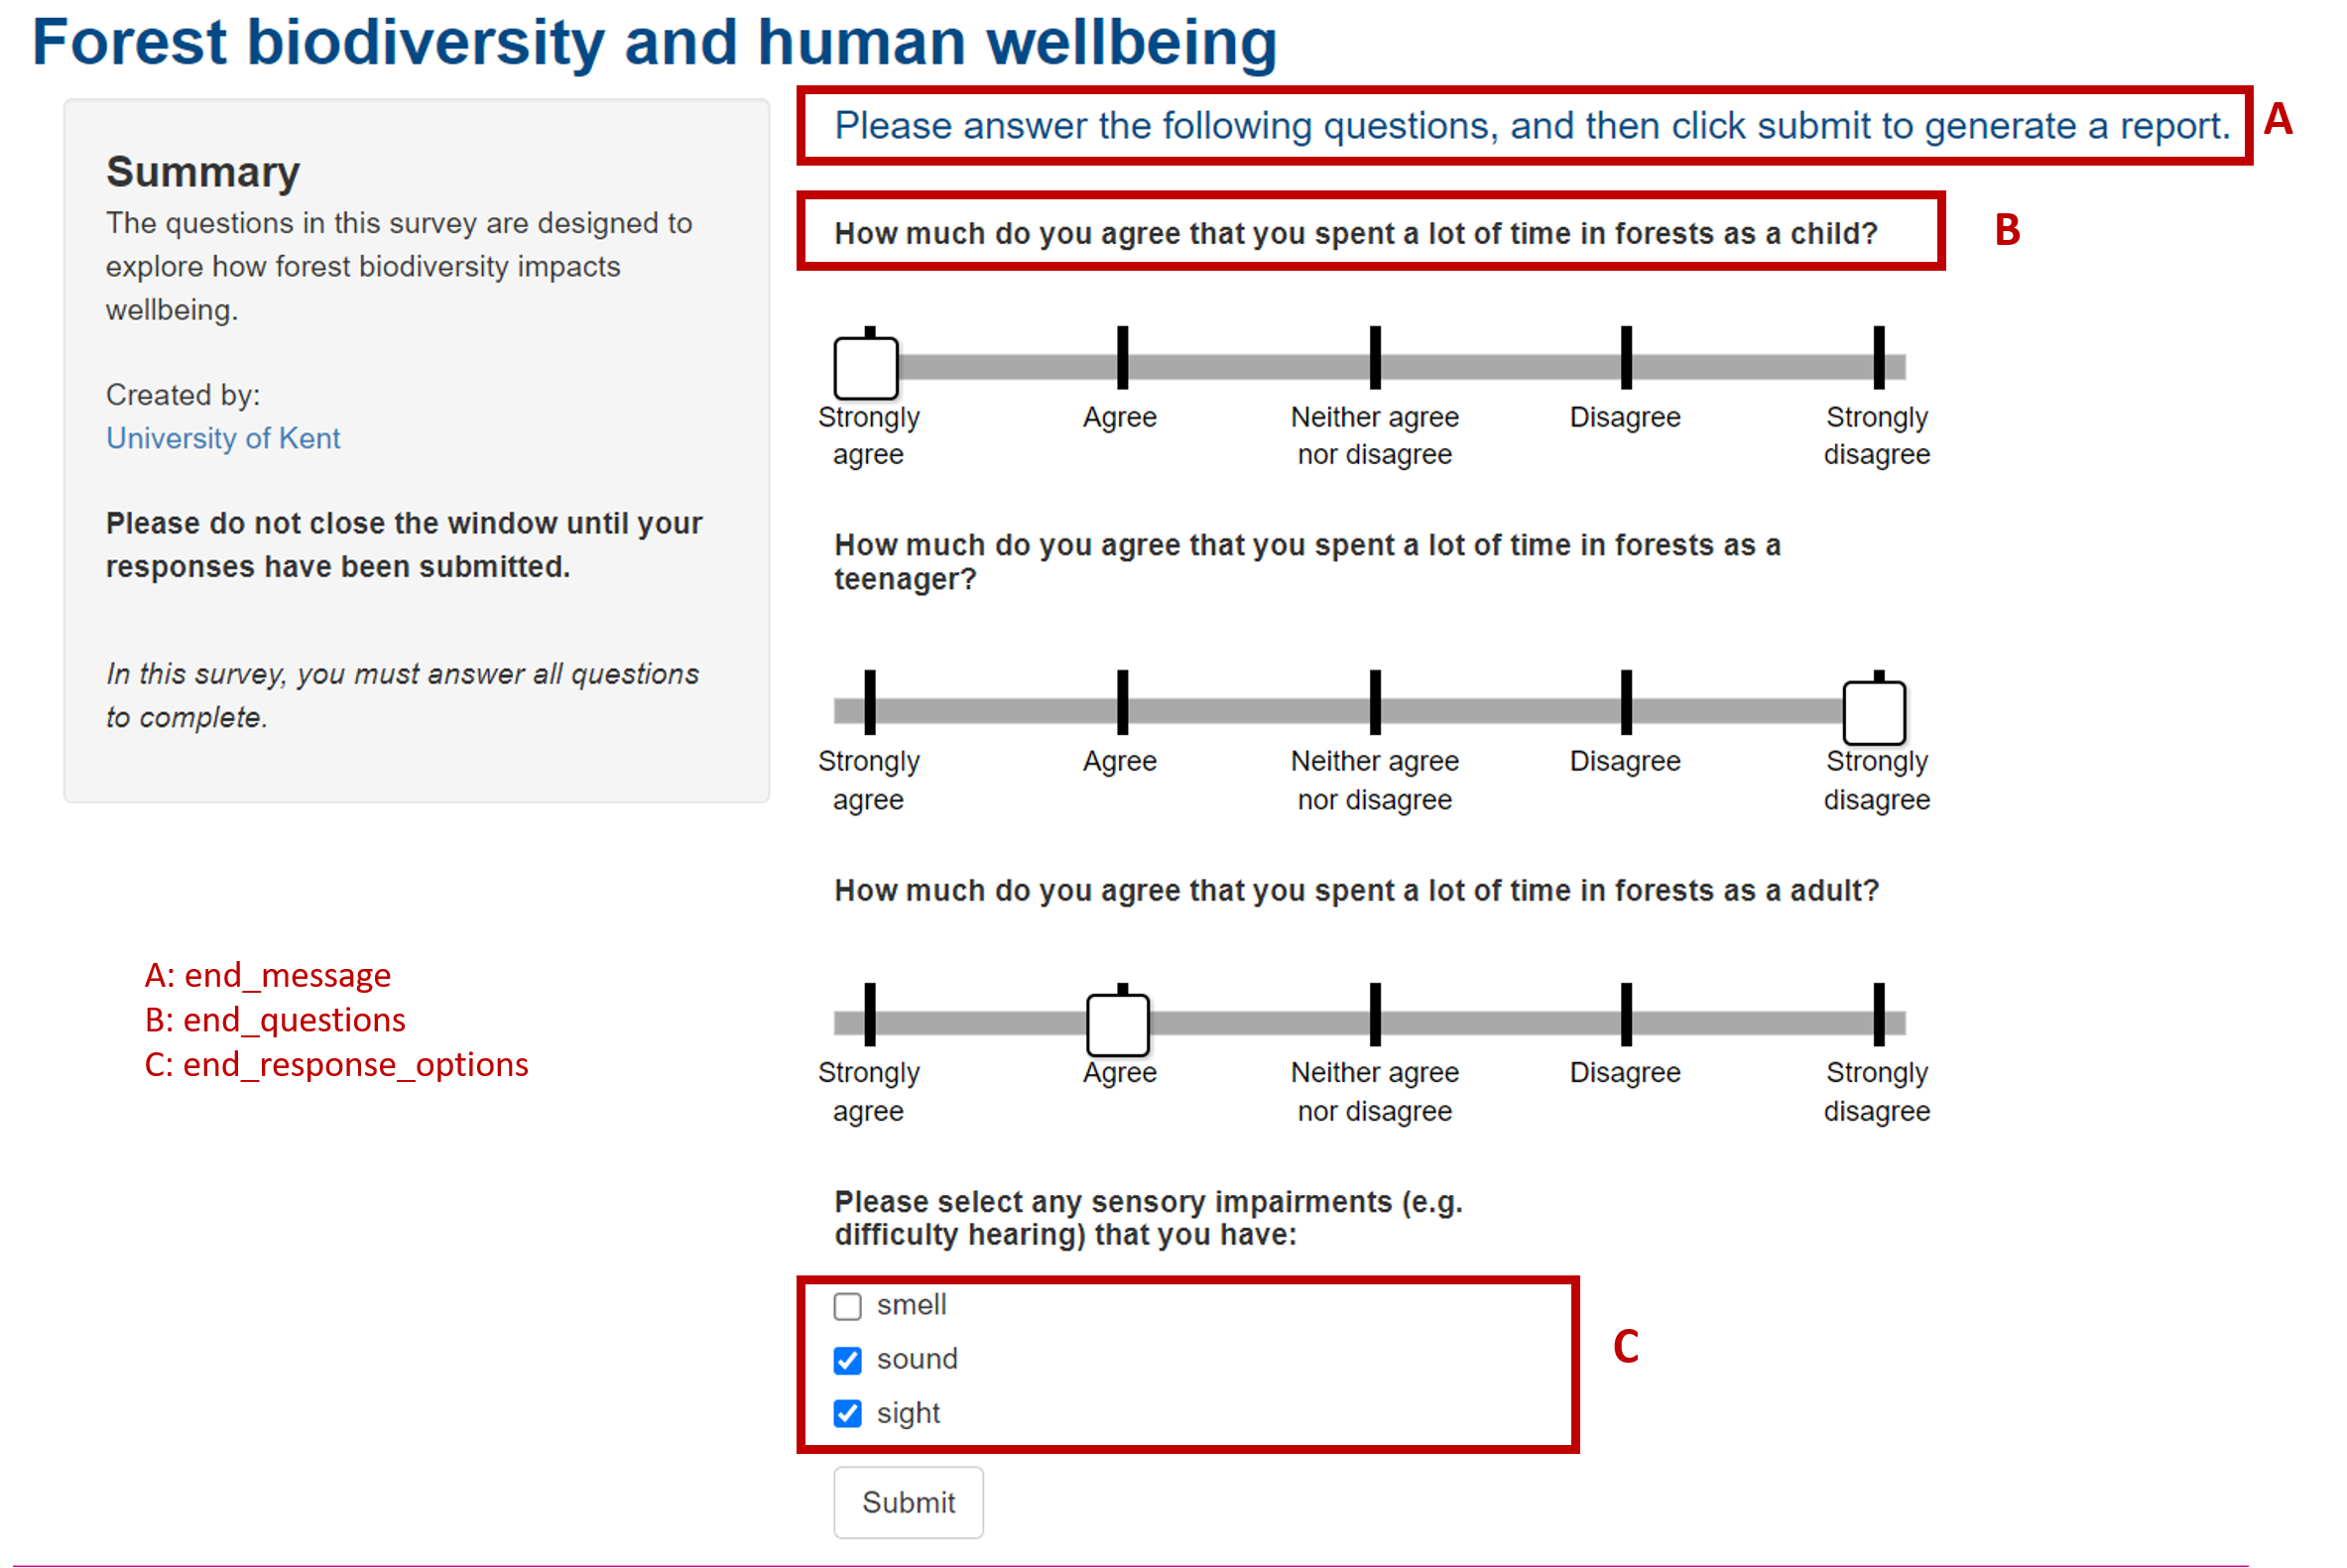 Forest biodiversity and human wellbeing
Summary
The questions in this survey are designed to
explore how forest biodiversity impacts
wellbeing.
Created by:
University of Kent
Please do not close the window until your
responses have been submitted.
In this survey, you must answer all questions
to complete.
A: end_message
B: end_questions
C: end_response_options
Please answer the following questions, and then click submit to generate a report.
A
How much do you agree that you spent a lot of time in forests as a child?
B
Strongly agree
Agree
Neither agree nor disagree
Disagree
Strongly disagree
How much do you agree that you spent a lot of time in forests as a
teenager?
Strongly agree
Agree
Neither agree nor disagree
Disagree
Strongly disagree
How much do you agree that you spent a lot of time in forests as a adult?
Strongly agree
Agree
Neither agree nor disagree
Disagree
Strongly disagree
Please select any sensory impairments (e.g.
difficulty hearing) that you have:
smell
sound
sight
C
Submit